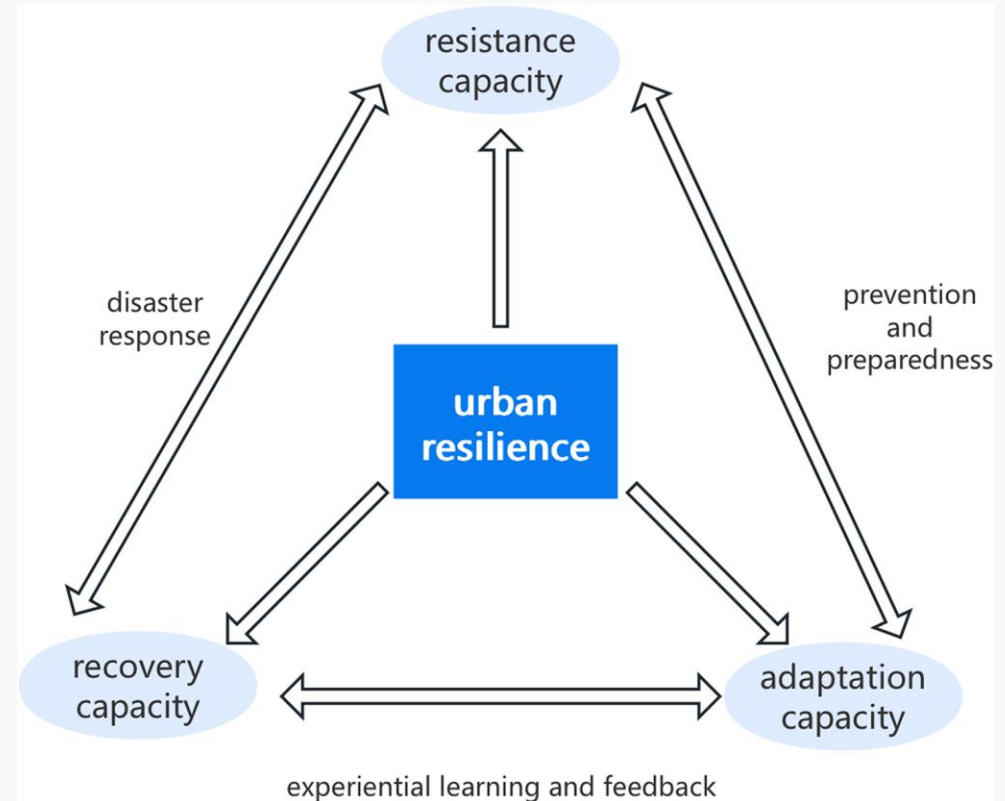 resistance
capacity
disaster
response
prevention
and
preparedness
urban
resilience
recovery
capacity
adaptation
capacity
experiential learning and feedback